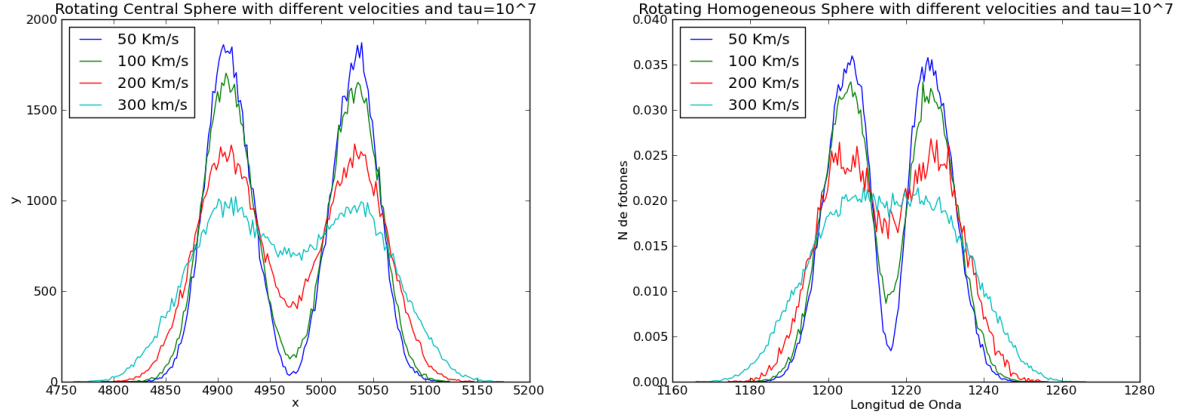 Rotating Central Sphere with different velocities and tau=10^7
2000
1500
1000
500
0
y
50 Km/s
100 Km/s
200 Km/s
300 km/s
4750 4800 4850 4900 4950 5000 5050 5100 5150 5200
x
Rotating Homogeneous Sphere with different velocities and tau=10^7
0.040
0.035
0.030
0.025
0.020
0.015
0.010
0.005
0.000
N de fotones
50 Km/s
100 Km/s
200 Km/s
300 km/s
1160 1180 1200 1220 1240 1260 1280
Longitud de Onda